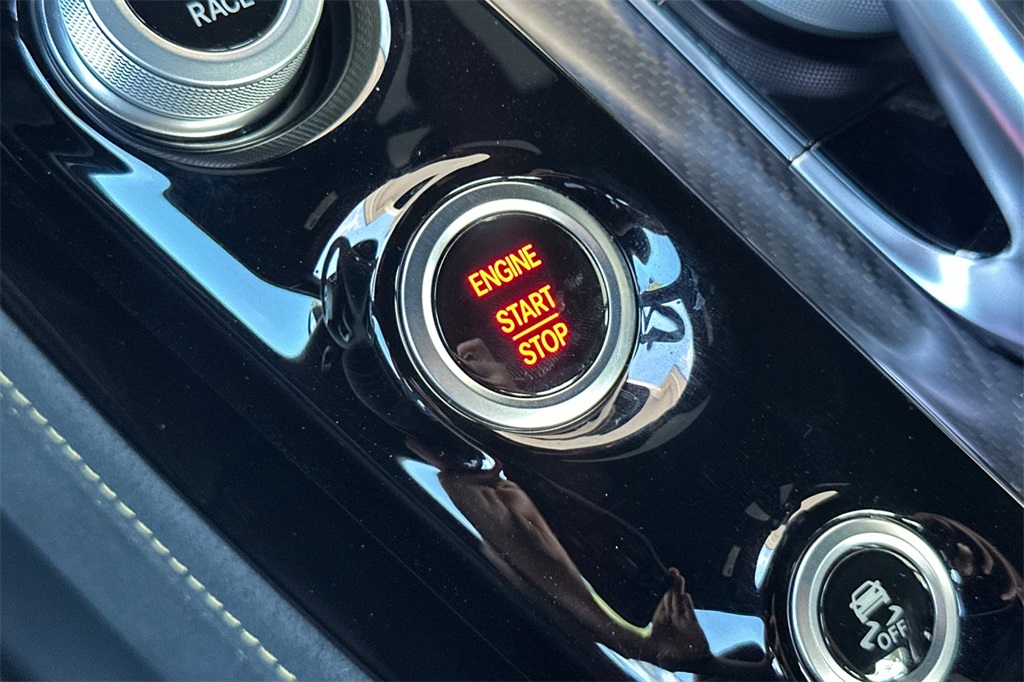 RACE
ENGINE
START
STOP
OFF